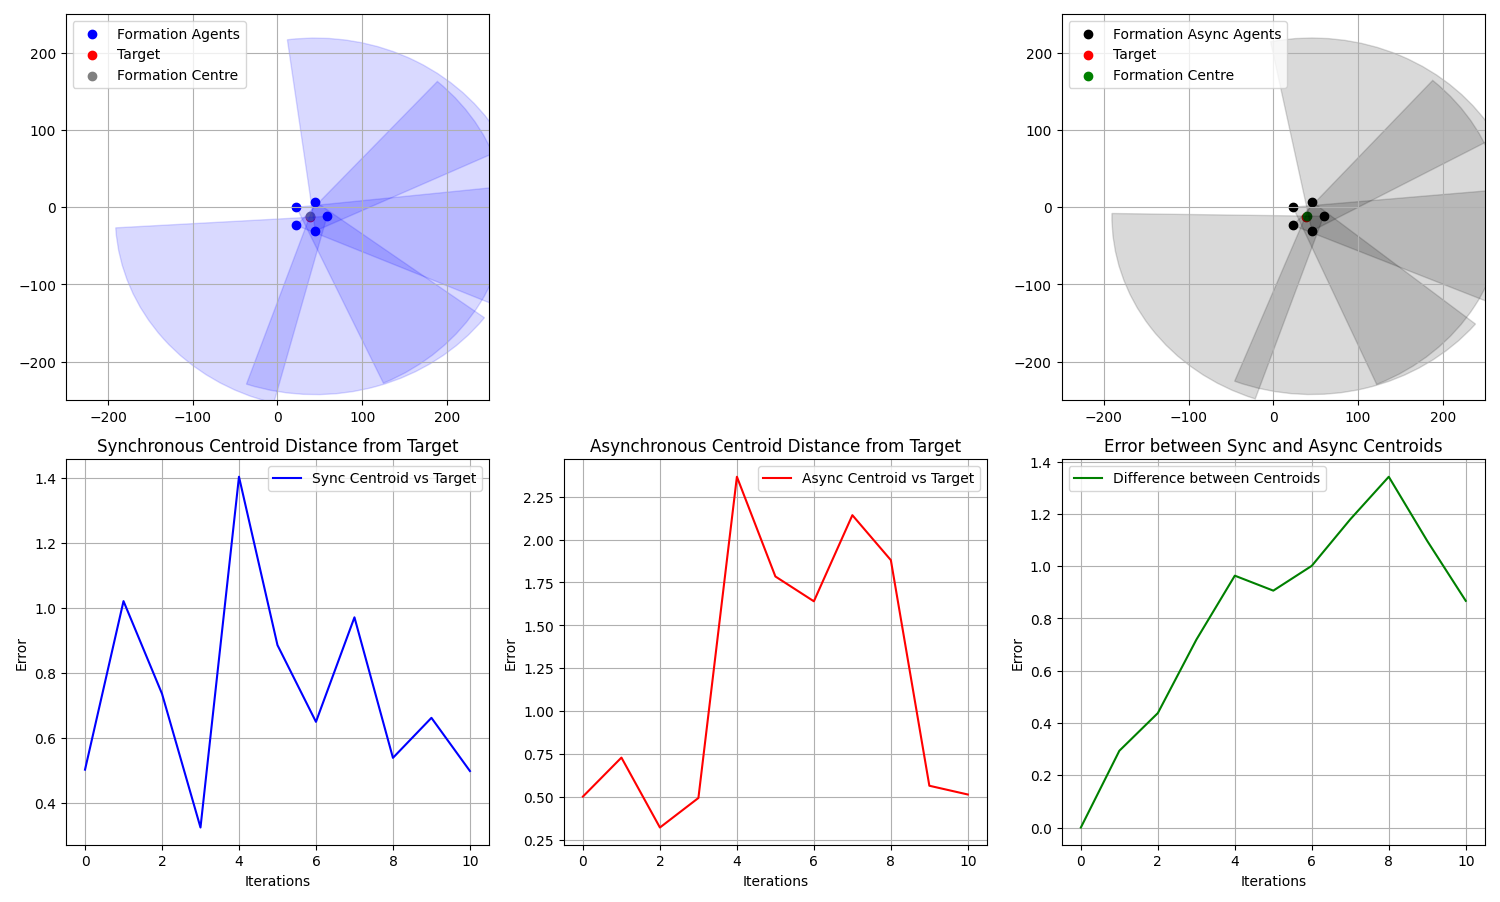 Formation Agents
Target
Formation Centre
200
100
0
−100
−200
−200 −100 0 100 200
Formation Async Agents
Target
Formation Centre
200
100
0
−100
−200
−200 −100 0 100 200
Synchronous Centroid Distance from Target
Sync Centroid vs Target
1.4
1.2
1.0
0.8
0.6
0.4
Error
0 2 4 6 8 10
Iterations
Asynchronous Centroid Distance from Target
Async Centroid vs Target
2.25
2.00
1.75
1.50
1.25
1.00
0.75
0.50
0.25
Error
0 2 4 6 8 10
Iterations
Error between Sync and Async Centroids
Difference between Centroids
1.4
1.2
1.0
0.8
0.6
0.4
0.2
0.0
Error
0 2 4 6 8 10
Iterations